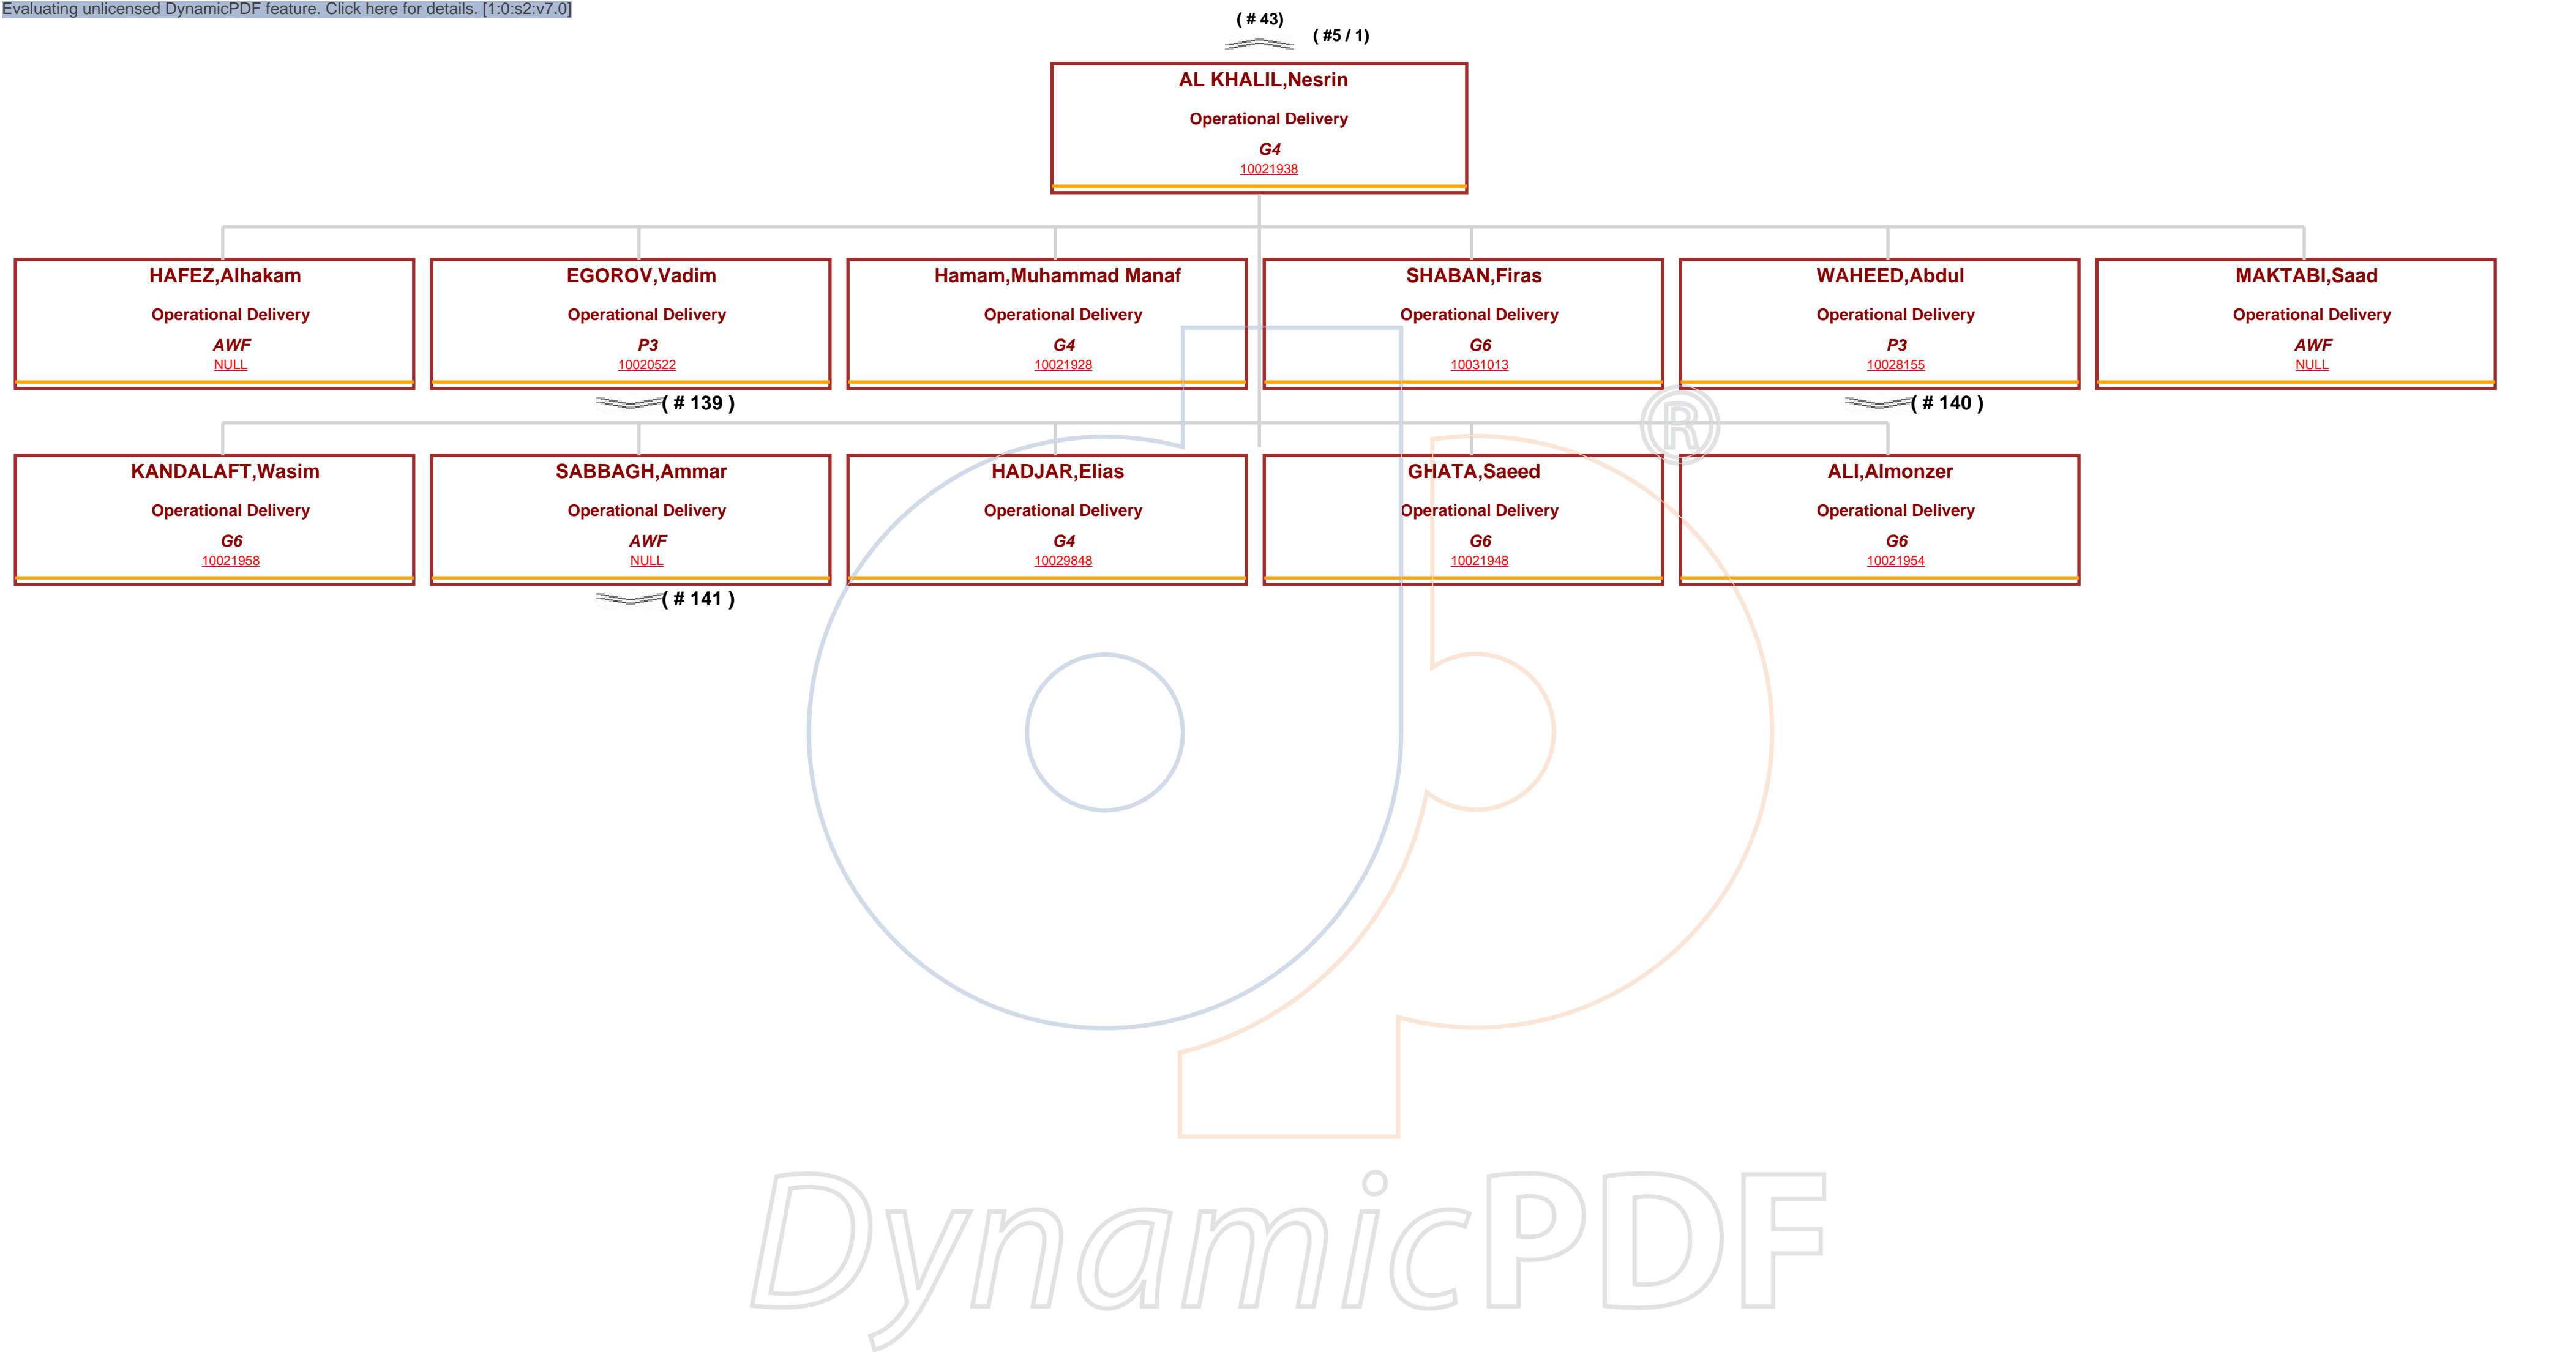 Evaluating unlicensed DynamicPDF feature. Click here for details. [1:0:s2:v7.0]
( # 43)
( #5 / 1)
AL KHALIL,Nesrin
Operational Delivery
G4
10021938
HAFEZ,Alhakam
Operational Delivery
AWF
NULL
EGOROV,Vadim
Operational Delivery
P3
10020522
( # 139 )
Hamam,Muhammad Manaf
Operational Delivery
G4
10021928
SHABAN,Firas
Operational Delivery
G6
10031013
WAHEED,Abdul
Operational Delivery
P3
10028155
( # 140 )
MAKTABI,Saad
Operational Delivery
AWF
NULL
KANDALAFT,Wasim
Operational Delivery
G6
10021958
SABBAGH,Ammar
Operational Delivery
AWF
NULL
( # 141 )
HADJAR,Elias
Operational Delivery
G4
10029848
GHATA,Saeed
Operational Delivery
G6
10021948
ALI,Almonzer
Operational Delivery
G6
10021954
®
DynamicPDF